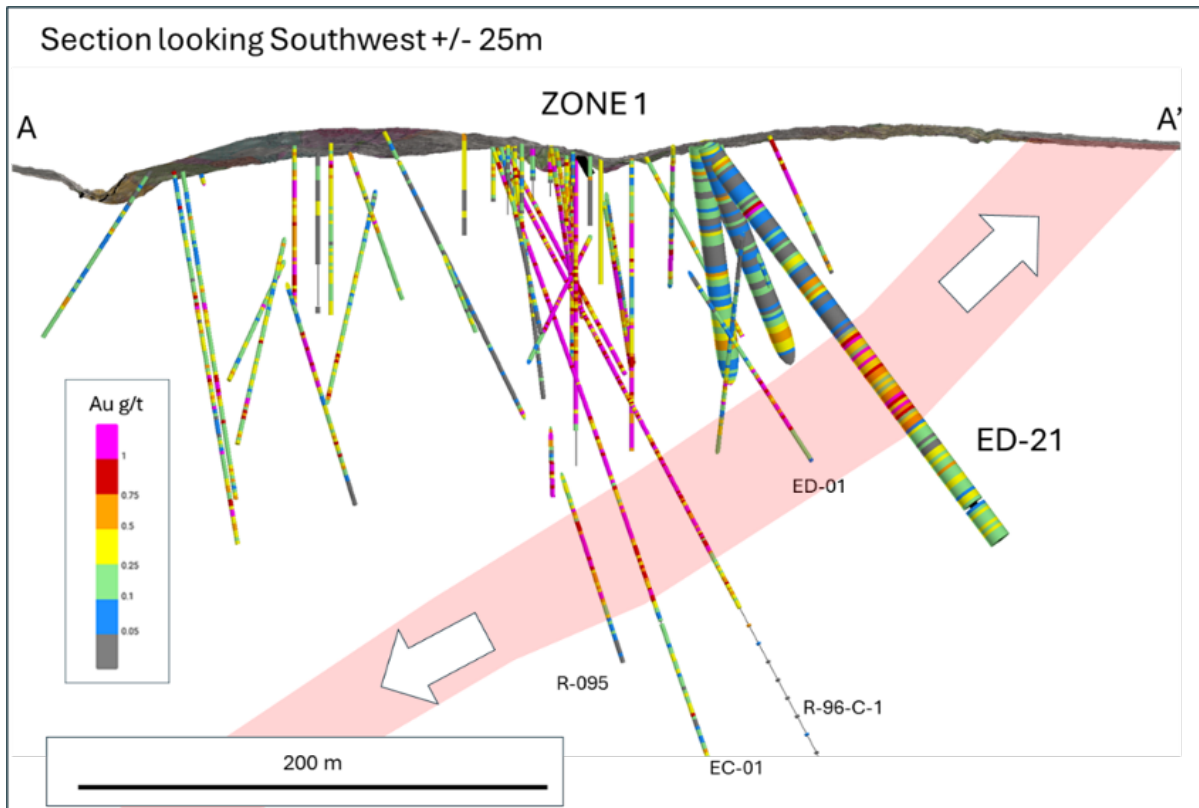 Section looking Southwest +/- 25m
A
ZONE 1
A'
Au g/t
1
0.75
0.5
0.25
0.1
0.05
ED-21
ED-01
R-095
R-96-C-1
EC-01
200 m